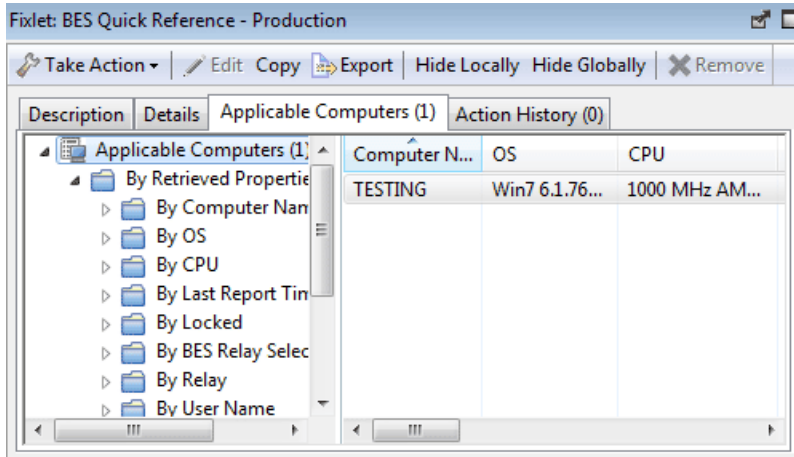 Fixlet: BES Quick Reference - Production
Take Action Edit Copy Export Hide Locally Hide Globally Remove
Description Details Applicable Computers (1) Action History (0)
Applicable Computers (1)
By Retrieved Propertie
By Computer Nam
By OS
By CPU
By Last Report Tim
By Locked
By BES Relay Selec
By Relay
By User Name
Computer N... OS CPU
TESTING Win7 6.1.76... 1000 MHz AM...